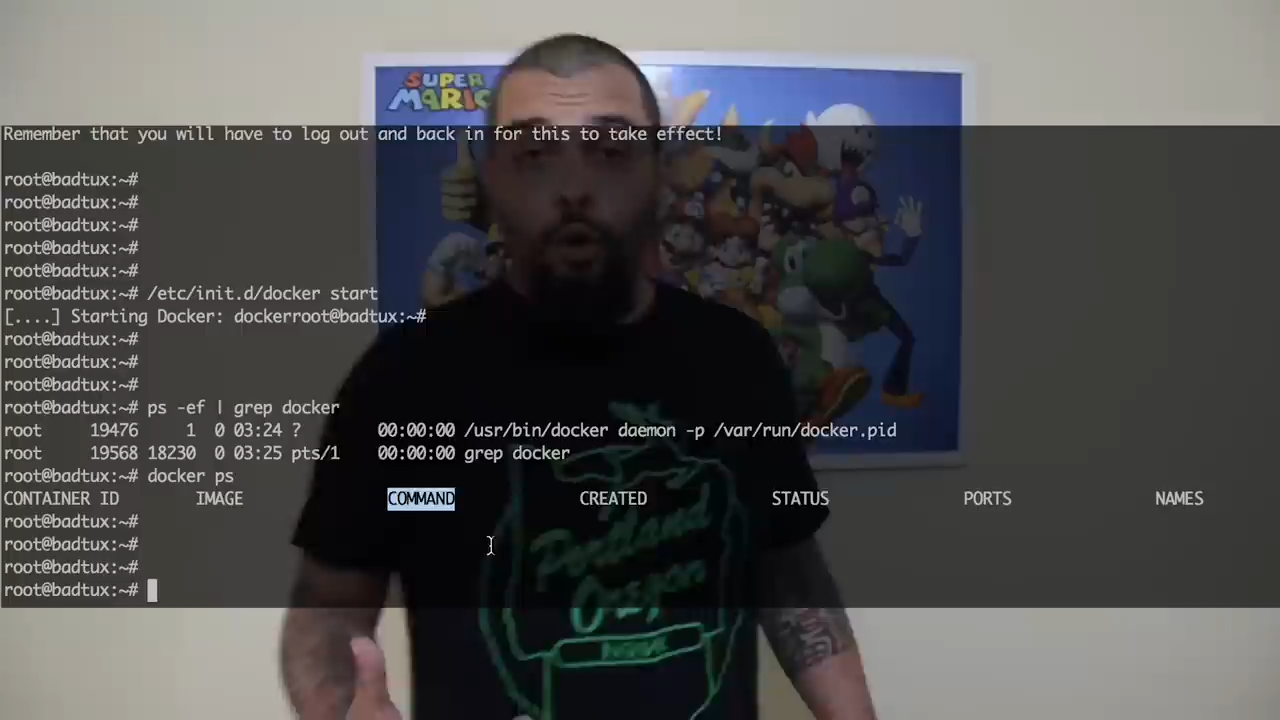 SUPER
MARIO
Remember that you will have to log out and back in for this to take effect!
root@badtux:~#
root@badtux:~#
root@badtux:~#
root@badtux:~#
root@badtux:~#
root@badtux:~# /etc/init.d/docker start
[....] Starting Docker: dockerroot@badtux:~#
root@badtux:~#
root@badtux:~#
root@badtux:~#
root@badtux:~# ps -ef | grep docker
root     19476     1  0 03:24 ?        00:00:00 /usr/bin/docker daemon -p /var/run/docker.pid
root     19568 18230  0 03:25 pts/1    00:00:00 grep docker
root@badtux:~# docker ps
CONTAINER ID        IMAGE               COMMAND             CREATED             STATUS              PORTS               NAMES
root@badtux:~#
root@badtux:~#
root@badtux:~#
root@badtux:~#
Portland
Oregon